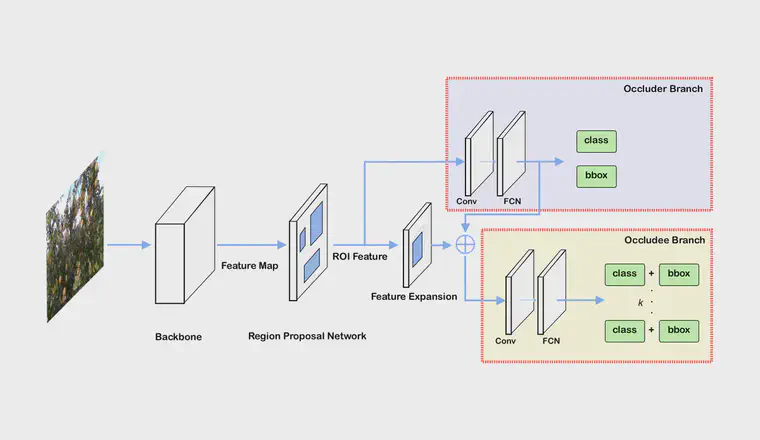 Occluder Branch
class
bbox
Conv
FCN
Occludee Branch
Feature Map
ROI Feature
Feature Expansion
class + bbox
k
class + bbox
Conv
FCN
Backbone
Region Proposal Network